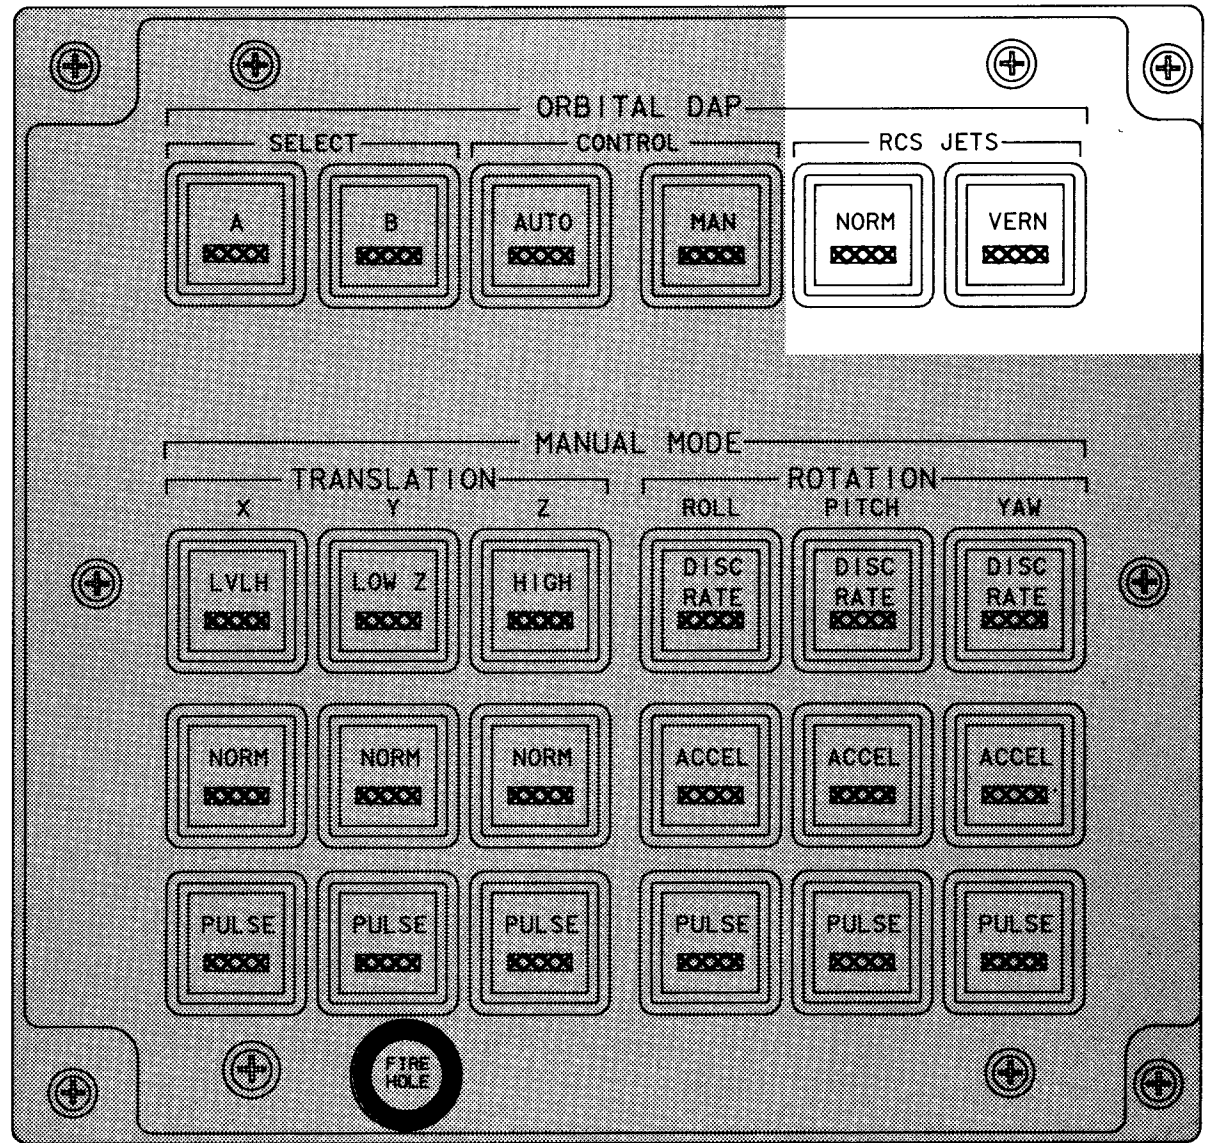 ORBITAL DAP
SELECT CONTROL RCS JETS
A B AUTO MAN NORM VERN
MANUAL MODE
TRANSLATION ROTATION
X Y Z ROLL PITCH YAW
LVLH LOW Z HIGH DISC DISC DISC
RATE RATE RATE
NORM NORM NORM ACCEL ACCEL ACCEL
PULSE PULSE PULSE PULSE PULSE PULSE
FIRE
HOLE